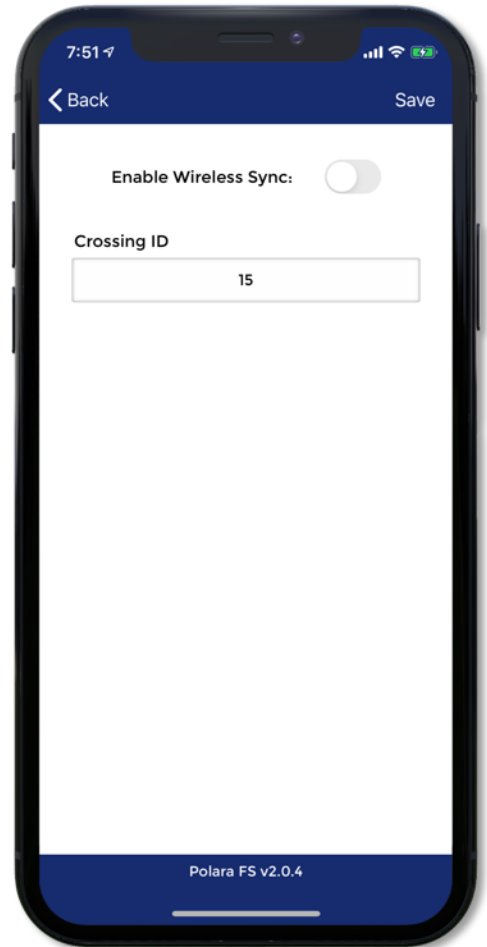 7:51
Back Save
Enable Wireless Sync:
Crossing ID
15
Polara FS v2.0.4